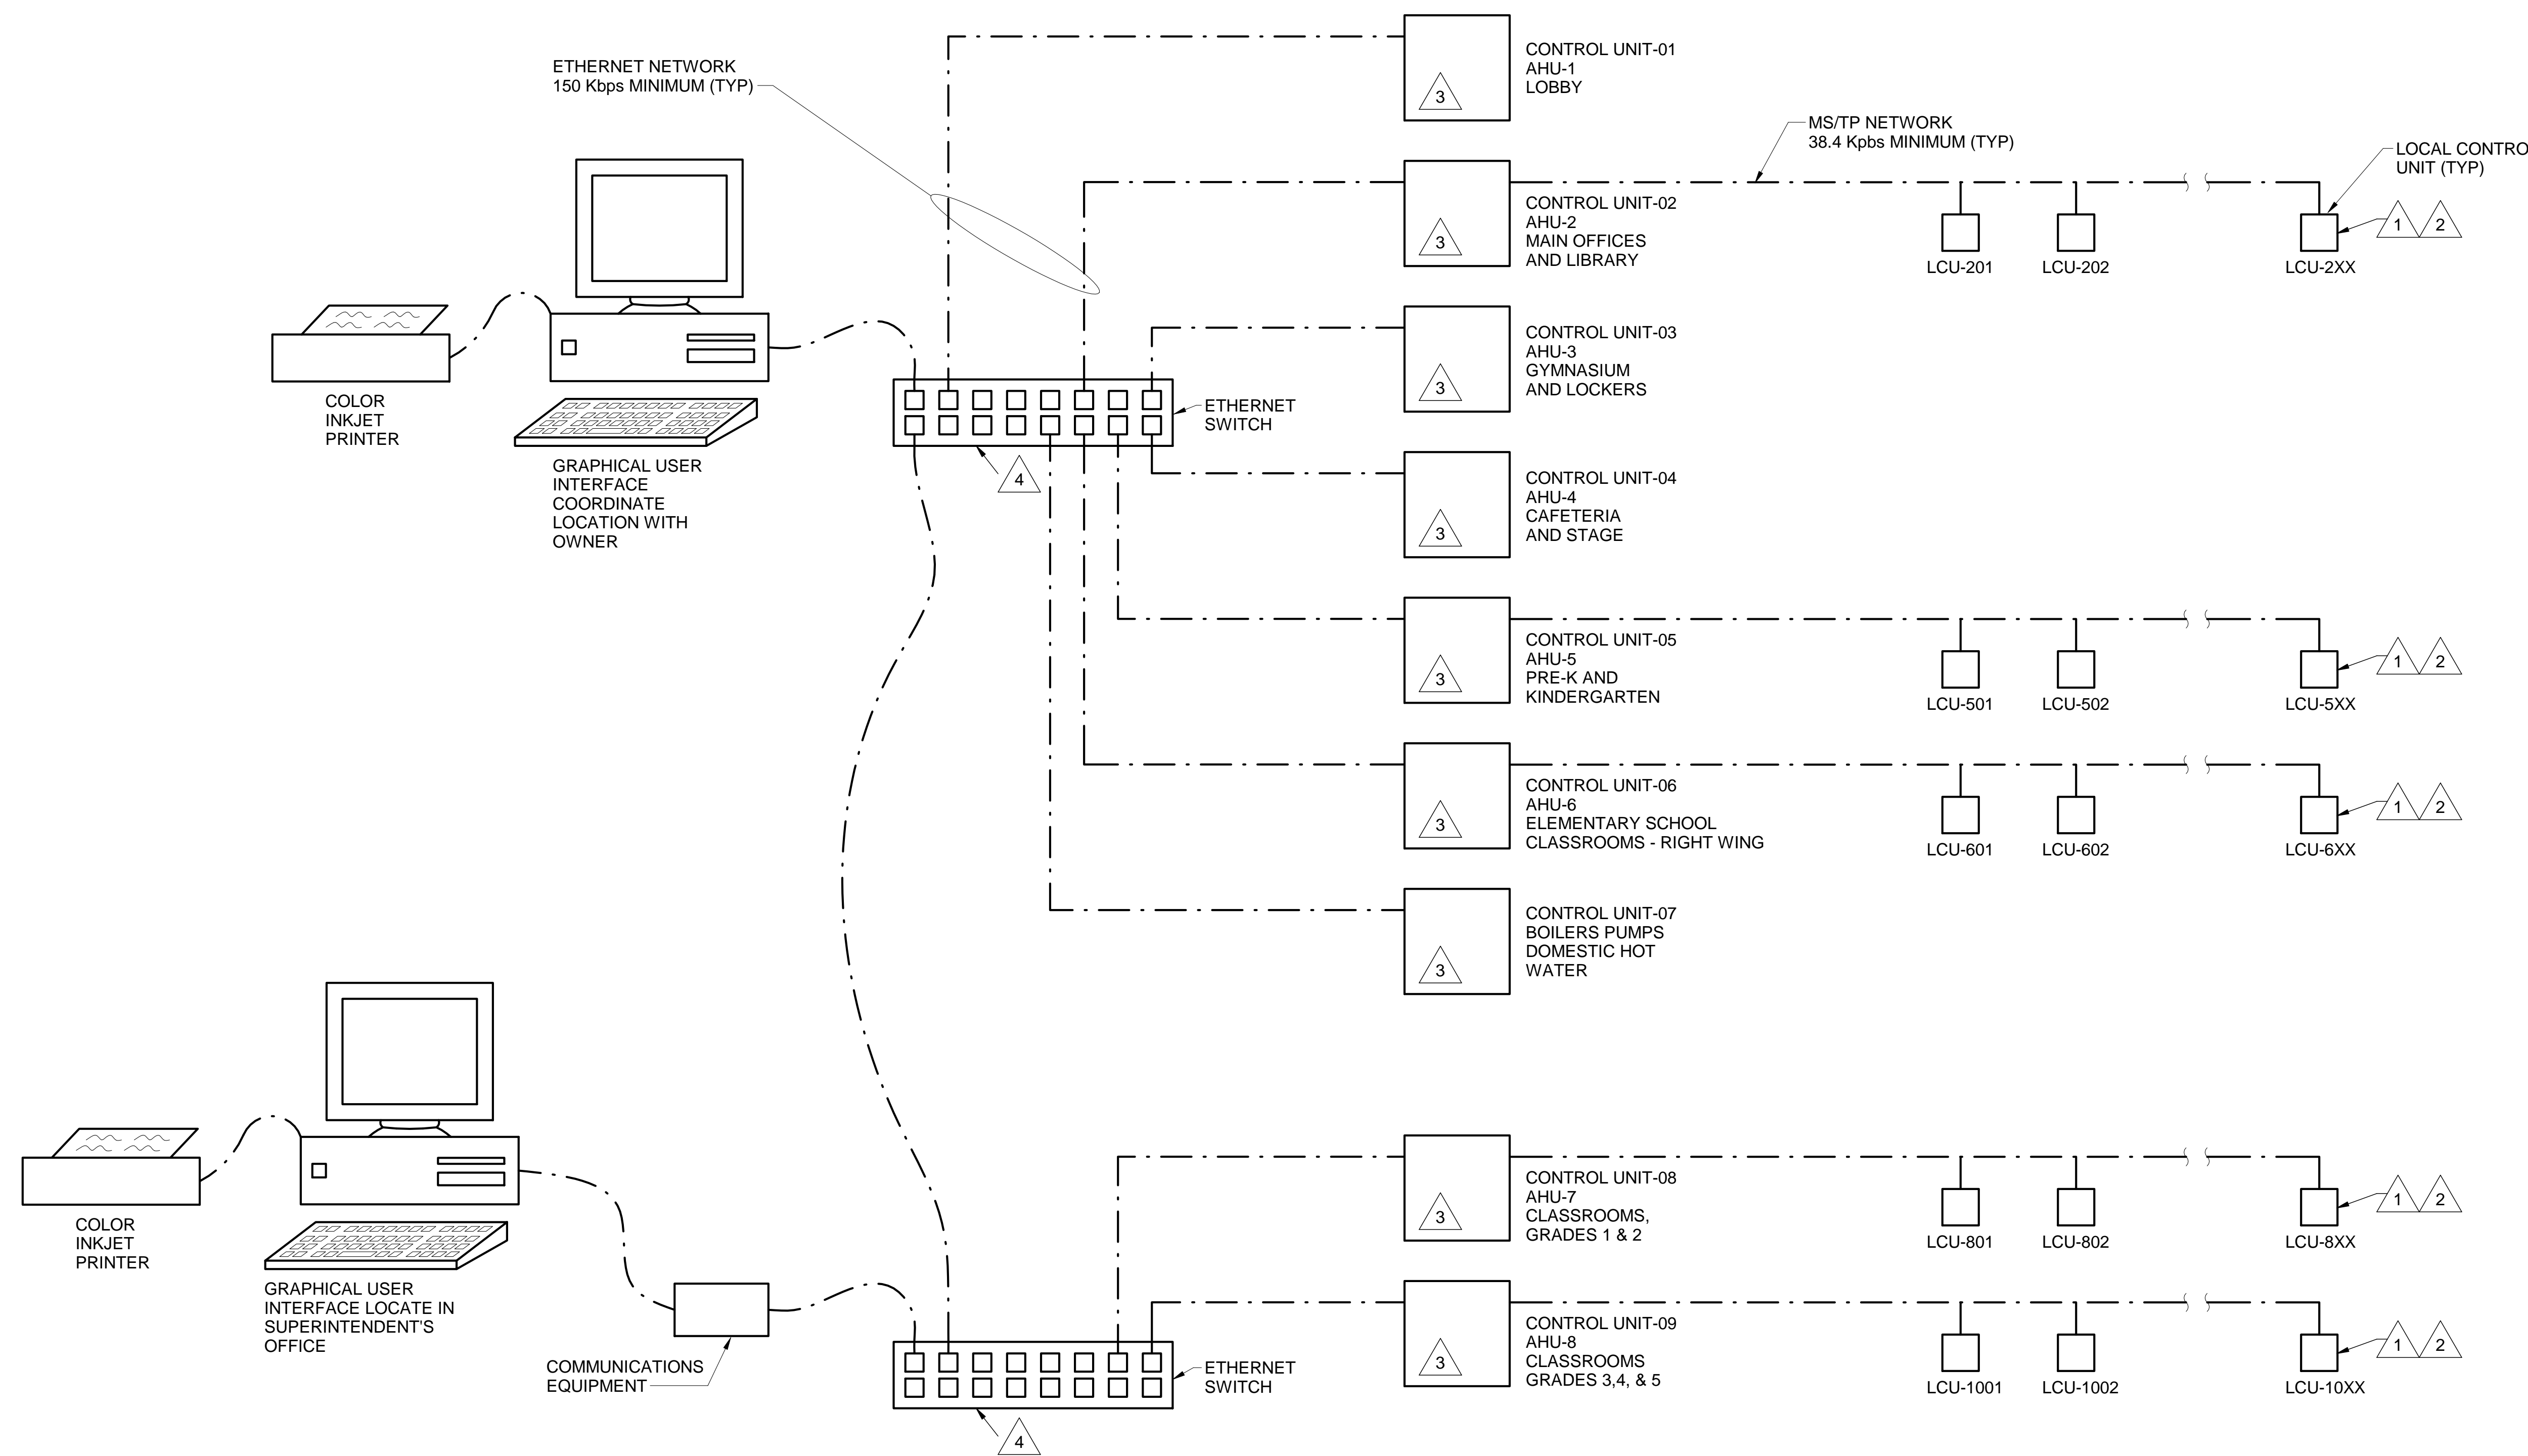 CONTROL UNIT-01
AHU-1
LOBBY
3
ETHERNET NETWORK
150 Kbps MINIMUM (TYP)
MS/TP NETWORK
38.4 Kpbs MINIMUM (TYP)
LOCAL CONTRO
UNIT (TYP)
CONTROL UNIT-02
AHU-2
MAIN OFFICES
AND LIBRARY
3
LCU-201
LCU-202
LCU-2XX
1
2
CONTROL UNIT-03
AHU-3
GYMNASIUM
AND LOCKERS
3
COLOR
INKJET
PRINTER
GRAPHICAL USER
INTERFACE
COORDINATE
LOCATION WITH
OWNER
ETHERNET
SWITCH
4
CONTROL UNIT-04
AHU-4
CAFETERIA
AND STAGE
3
CONTROL UNIT-05
AHU-5
PRE-K AND
KINDERGARTEN
3
LCU-501
LCU-502
LCU-5XX
1
2
CONTROL UNIT-06
AHU-6
ELEMENTARY SCHOOL
CLASSROOMS - RIGHT WING
3
LCU-601
LCU-602
LCU-6XX
1
2
CONTROL UNIT-07
BOILERS PUMPS
DOMESTIC HOT
WATER
3
COLOR
INKJET
PRINTER
GRAPHICAL USER
INTERFACE LOCATE IN
SUPERINTENDENT'S
OFFICE
COMMUNICATIONS
EQUIPMENT
CONTROL UNIT-08
AHU-7
CLASSROOMS,
GRADES 1 & 2
3
LCU-801
LCU-802
LCU-8XX
1
2
ETHERNET
SWITCH
4
CONTROL UNIT-09
AHU-8
CLASSROOMS
GRADES 3,4, & 5
3
LCU-1001
LCU-1002
LCU-10XX
1
2